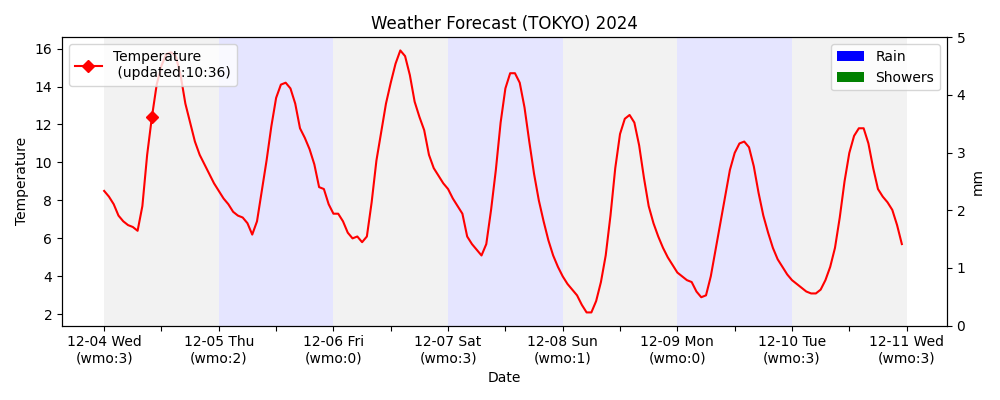 Weather Forecast (TOKYO) 2024
Temperature
(updated:10:36)
Rain
Showers
Temperature
16
14
12
10
8
6
4
2
5
4
3
2
1
0
mm
12-04 Wed
(wmo:3)
12-05 Thu
(wmo:2)
12-06 Fri
(wmo:0)
12-07 Sat
(wmo:3)
12-08 Sun
(wmo:1)
12-09 Mon
(wmo:0)
12-10 Tue
(wmo:3)
12-11 Wed
(wmo:3)
Date